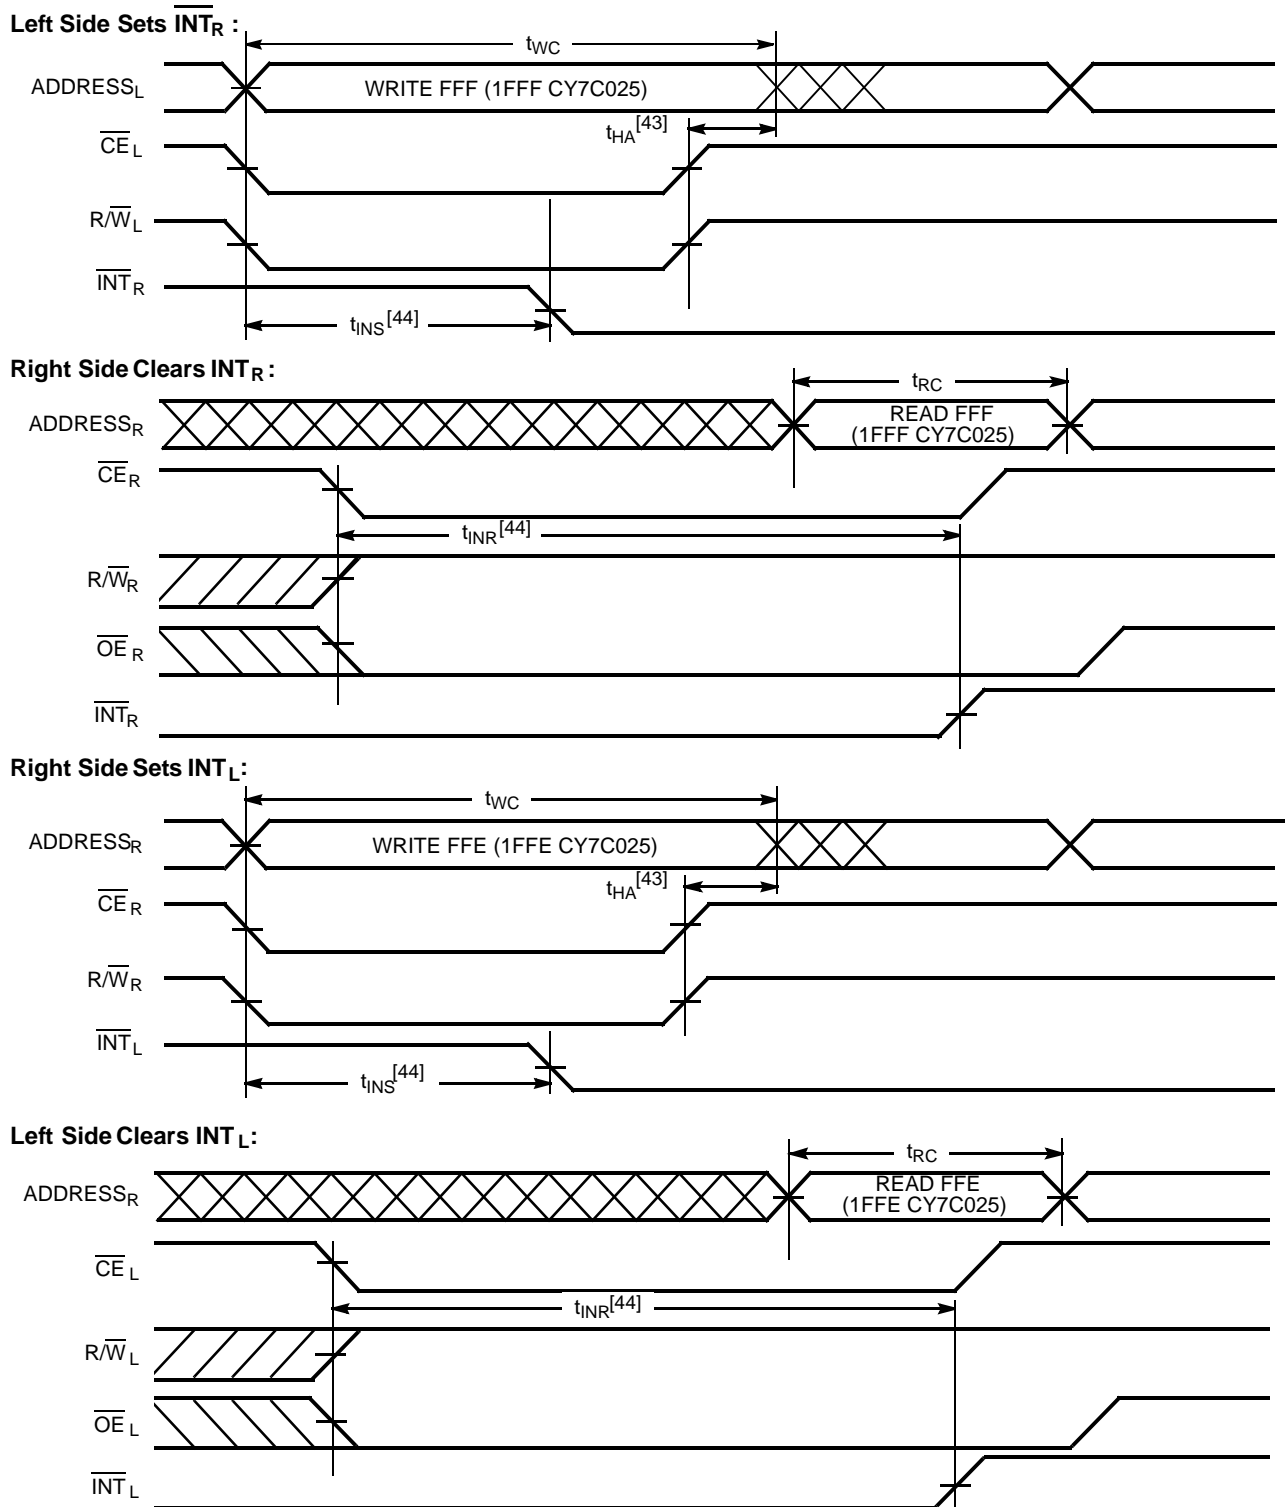 Left Side Sets INT̅R :
tWC
ADDRESSL
WRITE FFF (1FFF CY7C025)
tHA[43]
CEL
R/WL
INTR
tINS[44]
Right Side Clears INTR:
tRC
ADDRESSR
READ FFF
(1FFF CY7C025)
CER
tINR[44]
R/WR
OER
INTR
Right Side Sets INTL:
tWC
ADDRESSR
WRITE FFE (1FFE CY7C025)
tHA[43]
CER
R/WR
INTL
tINS[44]
Left Side Clears INTL:
tRC
ADDRESSR
READ FFE
(1FFE CY7C025)
CEL
tINR[44]
R/WL
OEL
INTL